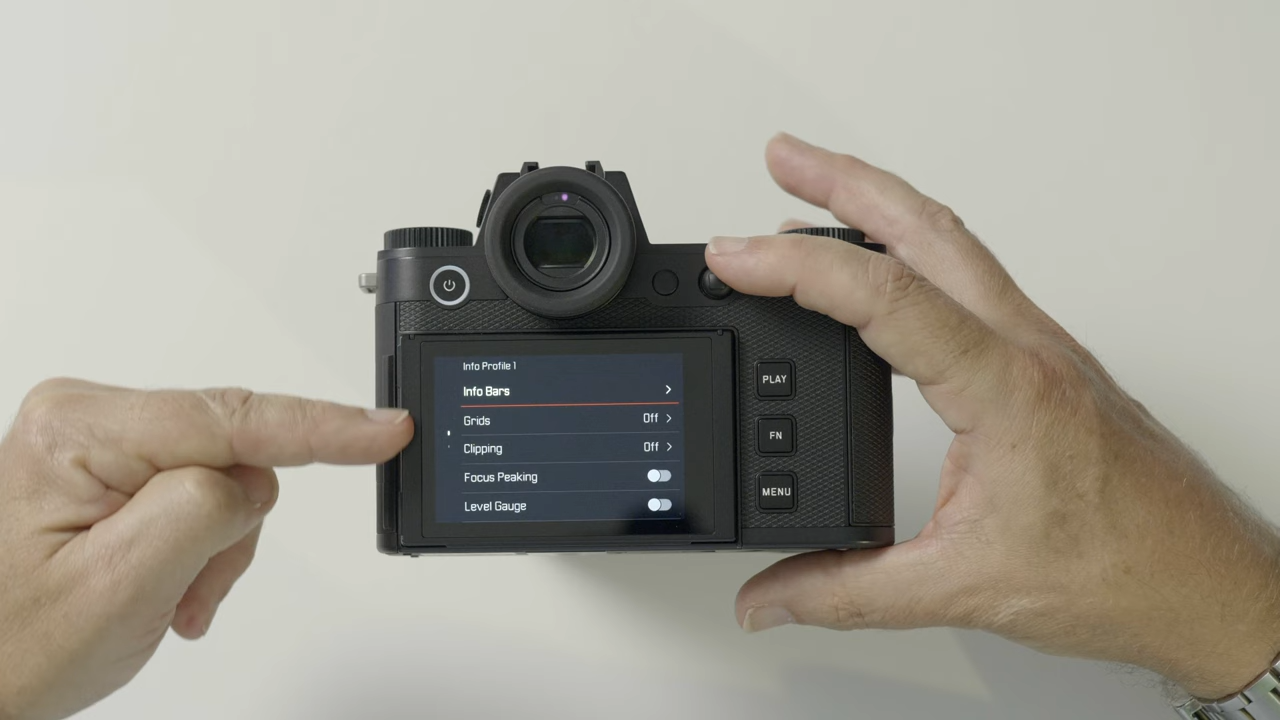 Info Profile 1
Info Bars
Grids Off
Clipping Off
Focus Peaking
Level Gauge
PLAY
FN
MENU